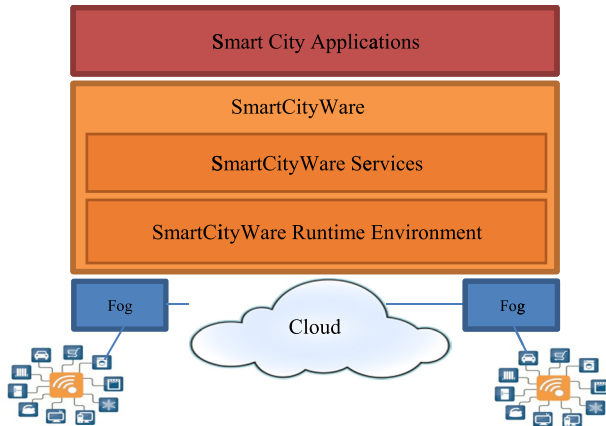 Smart City Applications
SmartCityWare
SmartCityWare Services
SmartCityWare Runtime Environment
Fog
Cloud
Fog